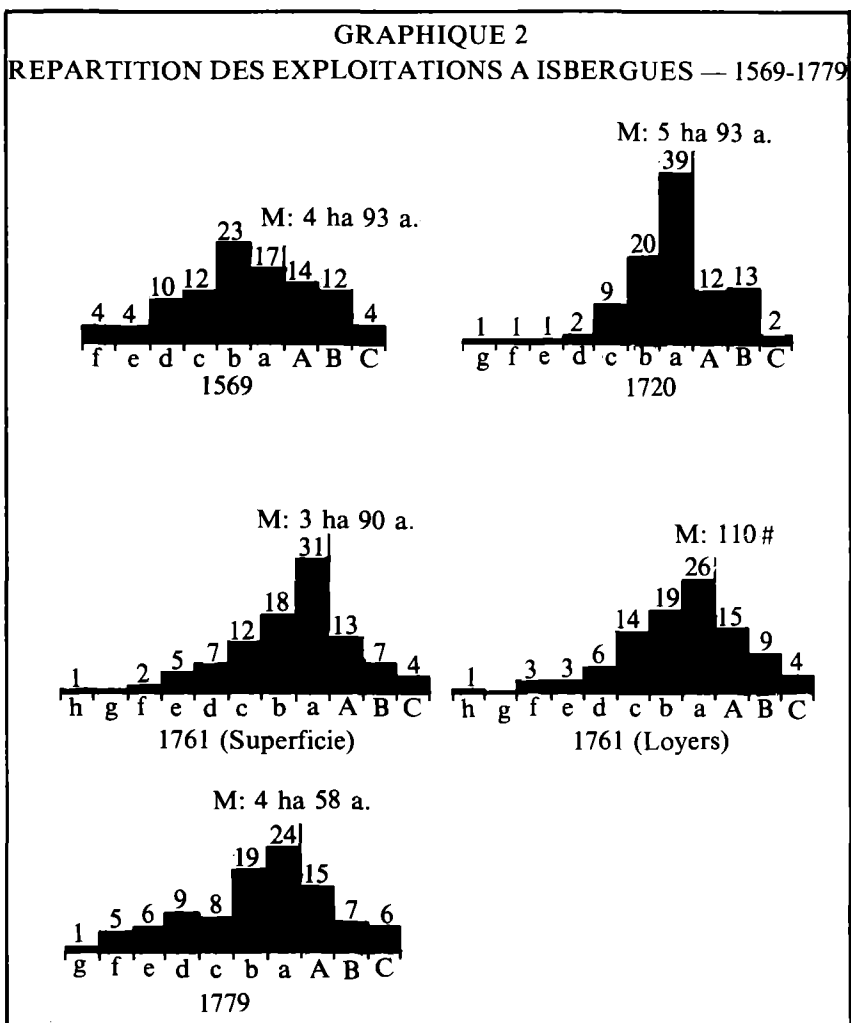 GRAPHIQUE 2
REPARTITION DES EXPLOITATIONS A ISBERGUES — 1569-1779
M: 4 ha 93 a.
4 4 10 12 23 17 14 12 4
f e d c b a A B C
1569
M: 5 ha 93 a.
1 1 1 2 9 20 39 12 13 2
g f e d c b a A B C
1720
M: 3 ha 90 a.
1 2 5 7 12 18 31 13 7 4
h g f e d c b a A B C
1761 (Superficie)
M: 110 #
1 3 3 6 14 19 26 15 9 4
h g f e d c b a A B C
1761 (Loyers)
M: 4 ha 58 a.
1 5 6 9 8 19 24 15 7 6
g f e d c b a A B C
1779